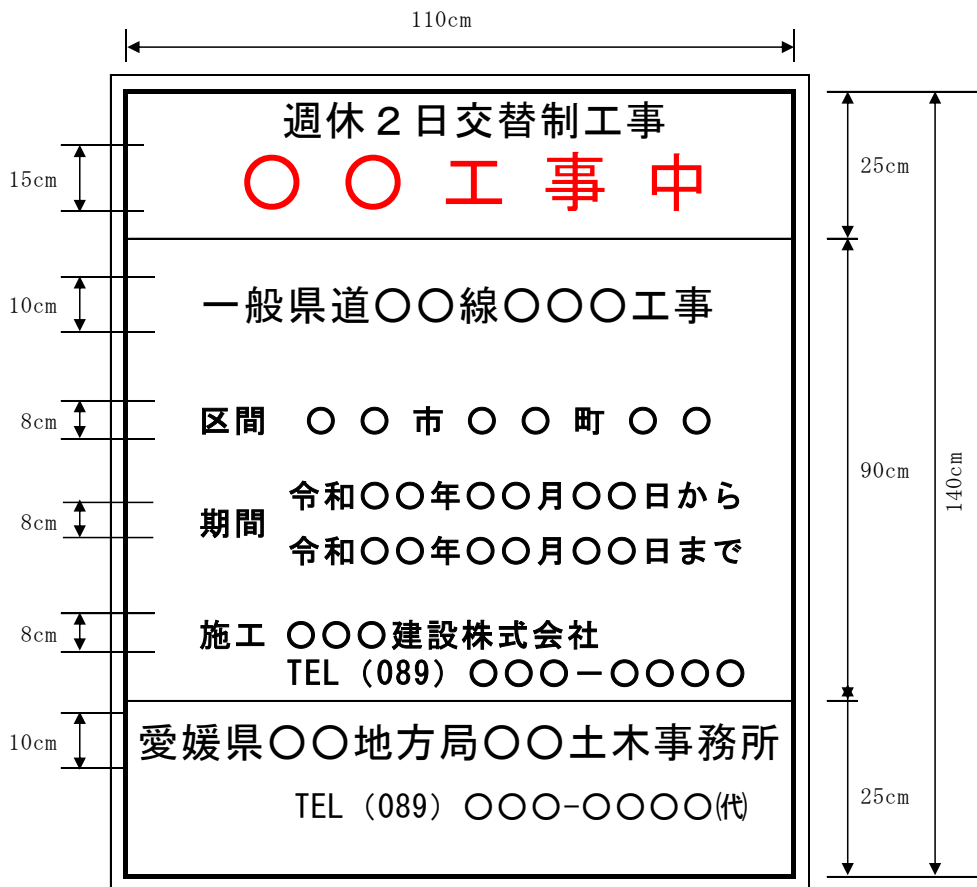 110cm
週休２日交替制工事
15cm
〇〇工事中
25cm
10cm
一般県道〇〇線〇〇〇工事
8cm
区間 〇〇市〇〇町〇〇
90cm
140cm
8cm
期間
令和〇〇年〇〇月〇〇日から
令和〇〇年〇〇月〇〇日まで
8cm
施工 〇〇〇建設株式会社
TEL（089）〇〇〇－〇〇〇〇
10cm
愛媛県〇〇地方局〇〇土木事務所
25cm
TEL（089）〇〇〇-〇〇〇〇㈹